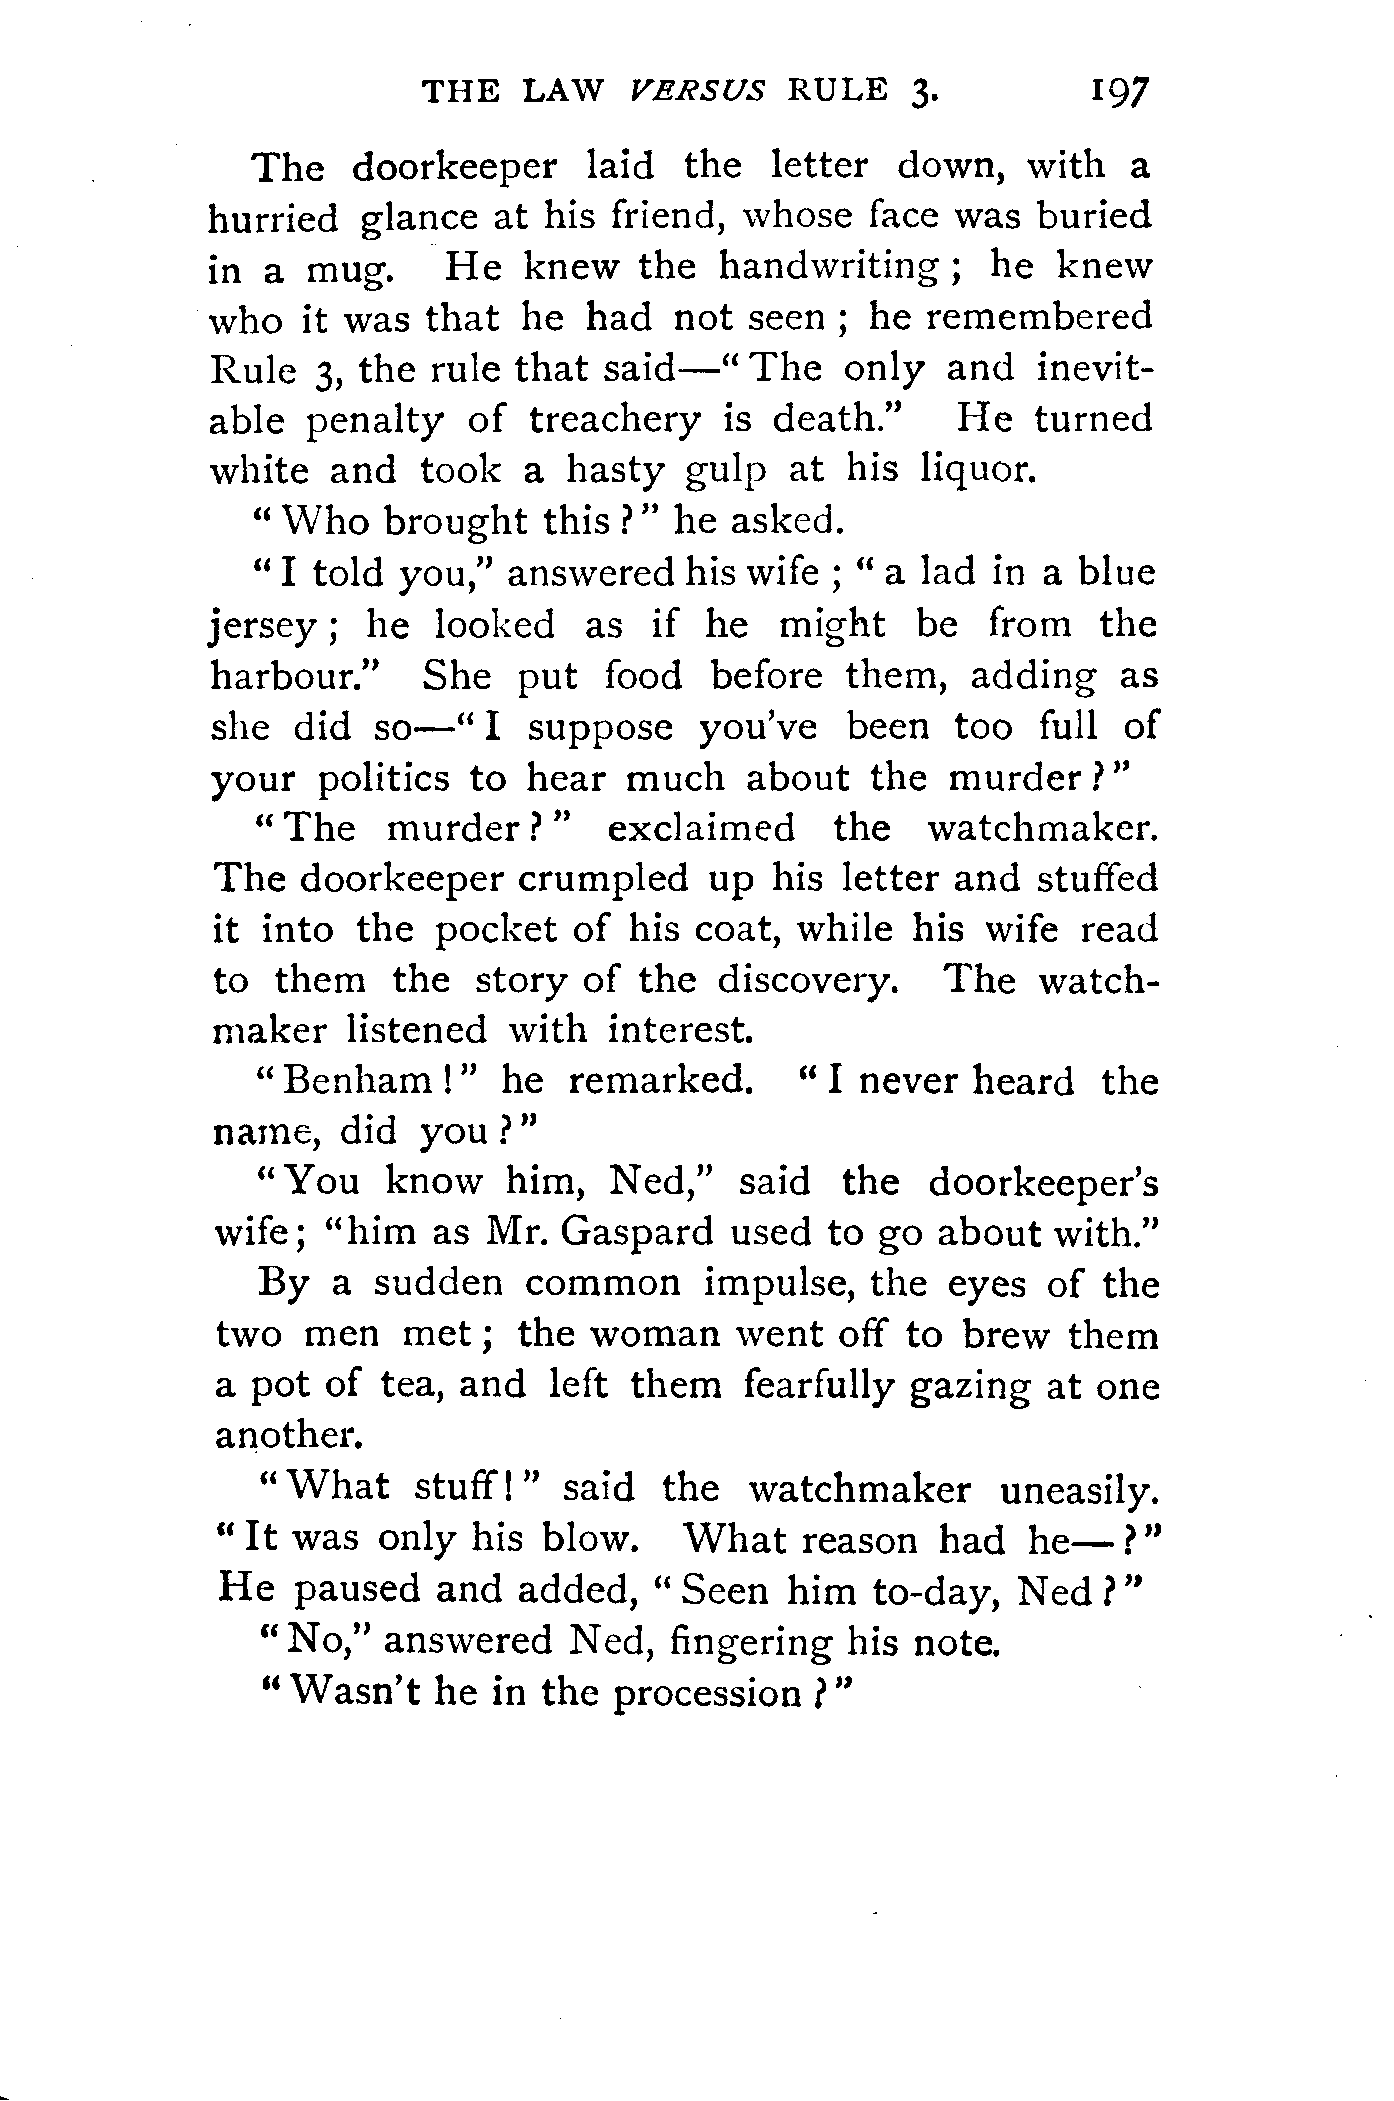 THE LAW VERSUS RULE 3. 197
The doorkeeper laid the letter down, with a
hurried glance at his friend, whose face was buried
in a mug. He knew the handwriting ; he knew
who it was that he had not seen ; he remembered
Rule 3, the rule that said—“ The only and inevit-
able penalty of treachery is death.” He turned
white and took a hasty gulp at his liquor.
“ Who brought this ? ” he asked.
“ I told you,” answered his wife ; “ a lad in a blue
jersey ; he looked as if he might be from the
harbour.” She put food before them, adding as
she did so—“ I suppose you’ve been too full of
your politics to hear much about the murder ? ”
“ The murder ? ” exclaimed the watchmaker.
The doorkeeper crumpled up his letter and stuffed
it into the pocket of his coat, while his wife read
to them the story of the discovery. The watch-
maker listened with interest.
“ Benham ! ” he remarked. “ I never heard the
name, did you ? ”
“ You know him, Ned,” said the doorkeeper’s
wife ; “him as Mr. Gaspard used to go about with.”
By a sudden common impulse, the eyes of the
two men met ; the woman went off to brew them
a pot of tea, and left them fearfully gazing at one
another.
“ What stuff! ” said the watchmaker uneasily.
“ It was only his blow. What reason had he— ? ”
He paused and added, “ Seen him to-day, Ned ? ”
“ No,” answered Ned, fingering his note.
“ Wasn’t he in the procession ? ”